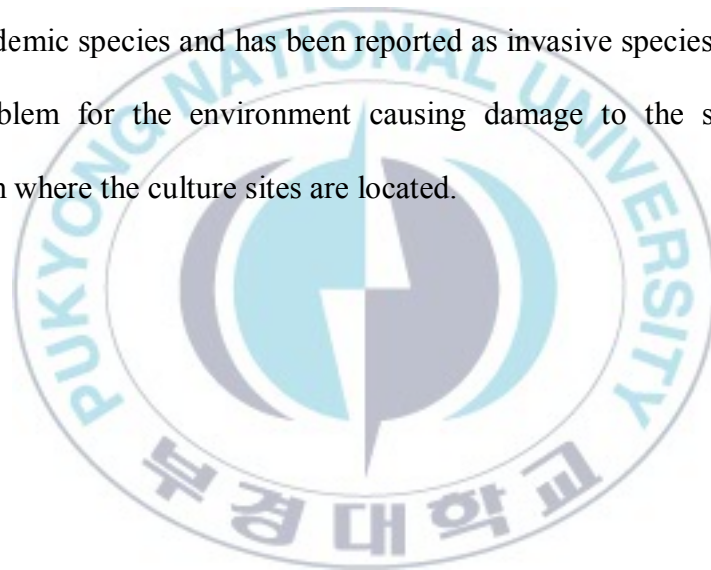 demic species and has been reported as invasive species
blem for the environment causing damage to the s
where the culture sites are located.
PUKYONG NATIONAL UNIVERSITY
부경대학교